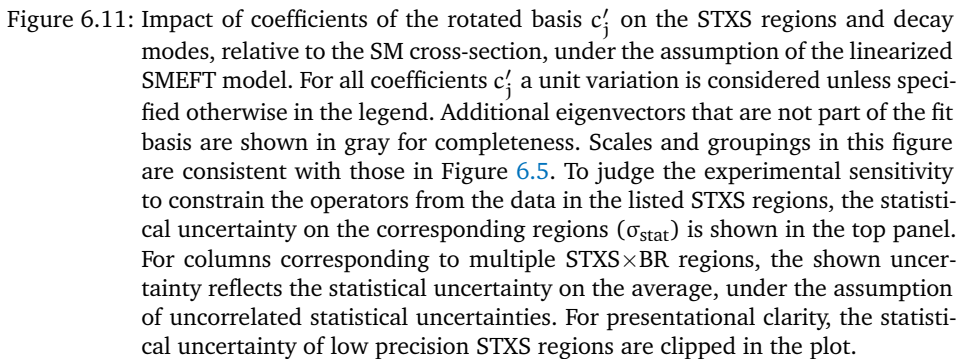 Figure 6.11: Impact of coefficients of the rotated basis c′ⱼ on the STXS regions and decay
modes, relative to the SM cross-section, under the assumption of the linearized
SMEFT model. For all coefficients c′ⱼ a unit variation is considered unless speci-
fied otherwise in the legend. Additional eigenvectors that are not part of the fit
basis are shown in gray for completeness. Scales and groupings in this figure
are consistent with those in Figure 6.5. To judge the experimental sensitivity
to constrain the operators from the data in the listed STXS regions, the statisti-
cal uncertainty on the corresponding regions (σstat) is shown in the top panel.
For columns corresponding to multiple STXS×BR regions, the shown uncer-
tainty reflects the statistical uncertainty on the average, under the assumption
of uncorrelated statistical uncertainties. For presentational clarity, the statisti-
cal uncertainty of low precision STXS regions are clipped in the plot.